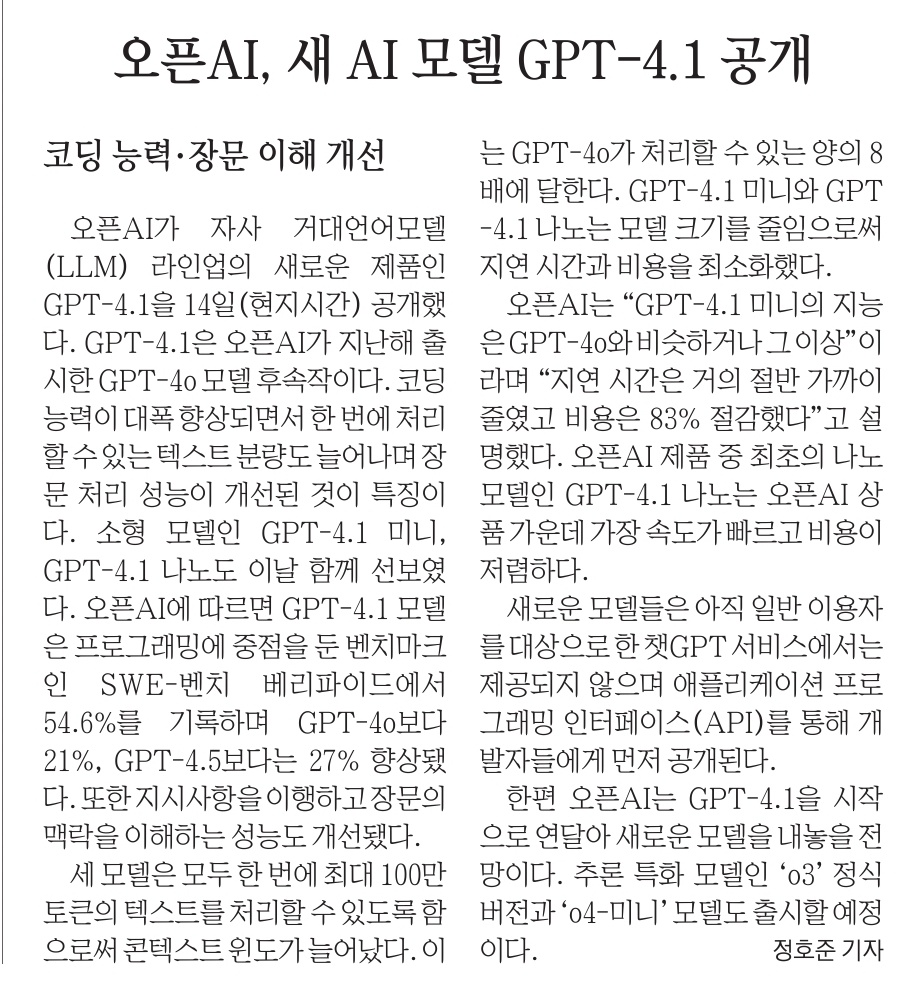 오픈AI, 새 AI 모델 GPT-4.1 공개
코딩 능력·장문 이해 개선
오픈AI가 자사 거대언어모델
(LLM) 라인업의 새로운 제품인
GPT-4.1을 14일(현지시간) 공개했
다. GPT-4.1은 오픈AI가 지난해 출
시한 GPT-4o 모델 후속작이다. 코딩
능력이 대폭 향상되면서 한 번에 처리
할 수 있는 텍스트 분량도 늘어나며 장
문 처리 성능이 개선된 것이 특징이
다. 소형 모델인 GPT-4.1 미니,
GPT-4.1 나노도 이날 함께 선보였
다. 오픈AI에 따르면 GPT-4.1 모델
은 프로그래밍에 중점을 둔 벤치마크
인 SWE-벤치 베리파이드에서
54.6%를 기록하며 GPT-4o보다
21%, GPT-4.5보다는 27% 향상됐
다. 또한 지시사항을 이행하고 장문의
맥락을 이해하는 성능도 개선됐다.
세 모델은 모두 한 번에 최대 100만
토큰의 텍스트를 처리할 수 있도록 함
으로써 콘텍스트 윈도가 늘어났다. 이
는 GPT-4o가 처리할 수 있는 양의 8
배에 달한다. GPT-4.1 미니와 GPT
-4.1 나노는 모델 크기를 줄임으로써
지연 시간과 비용을 최소화했다.
오픈AI는 “GPT-4.1 미니의 지능
은 GPT-4o와 비슷하거나 그 이상”이
라며 “지연 시간은 거의 절반 가까이
줄였고 비용은 83% 절감했다”고 설
명했다. 오픈AI 제품 중 최초의 나노
모델인 GPT-4.1 나노는 오픈AI 상
품 가운데 가장 속도가 빠르고 비용이
저렴하다.
새로운 모델들은 아직 일반 이용자
를 대상으로 한 챗GPT 서비스에서는
제공되지 않으며 애플리케이션 프로
그래밍 인터페이스(API)를 통해 개
발자들에게 먼저 공개된다.
한편 오픈AI는 GPT-4.1을 시작
으로 연달아 새로운 모델을 내놓을 전
망이다. 추론 특화 모델인 ‘o3’ 정식
버전과 ‘o4-미니’ 모델도 출시할 예정
이다. 정호준 기자